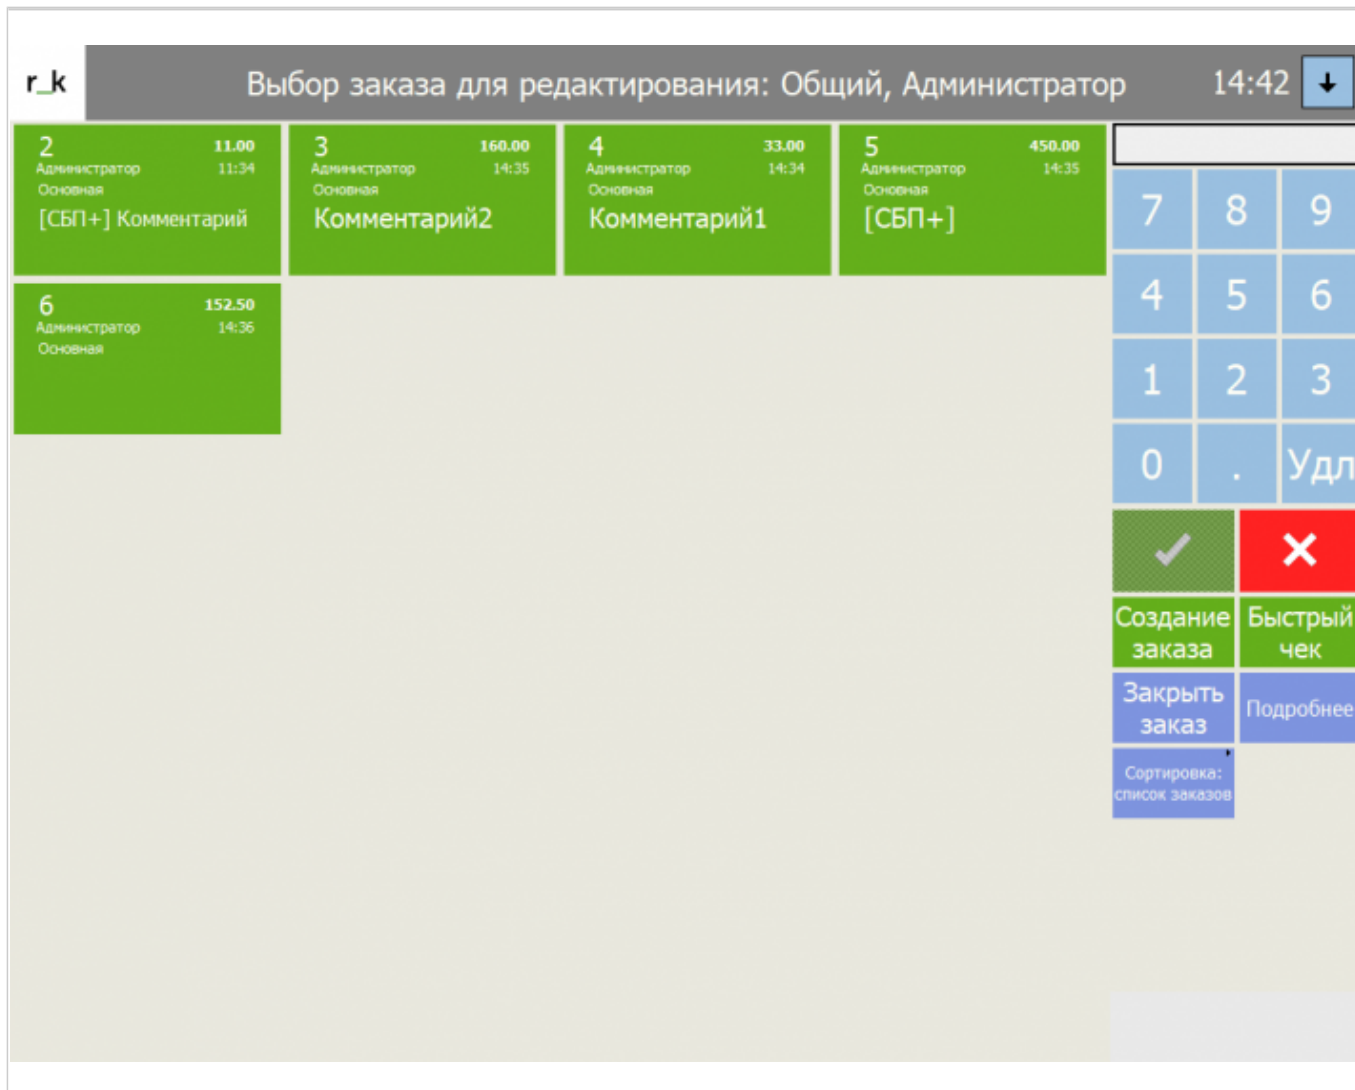 r_k
Выбор заказа для редактирования: Общий, Администратор
14:42
2 11.00
Администратор 11:34
Основная
[СБП+] Комментарий
3 160.00
Администратор 14:35
Основная
Комментарий2
4 33.00
Администратор 14:34
Основная
Комментарий1
5 450.00
Администратор 14:35
Основная
[СБП+]
6 152.50
Администратор 14:36
Основная
7 8 9
4 5 6
1 2 3
0 . Удл
Создание
заказа
Быстрый
чек
Закрыть
заказ
Подробнее
Сортировка:
список заказов